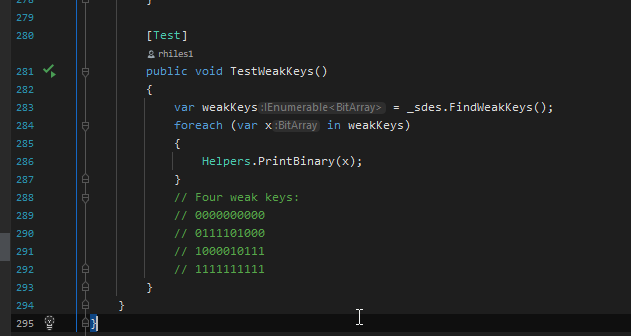 278 }
279
280 [Test]
rhiles1
281 public void TestWeakKeys()
282 {
283 var weakKeys:IEnumerable<BitArray> = _sdes.FindWeakKeys();
284 foreach (var x:BitArray in weakKeys)
285 {
286 Helpers.PrintBinary(x);
287 }
288 // Four weak keys:
289 // 0000000000
290 // 0111101000
291 // 1000010111
292 // 1111111111
293 }
294 }
295 }